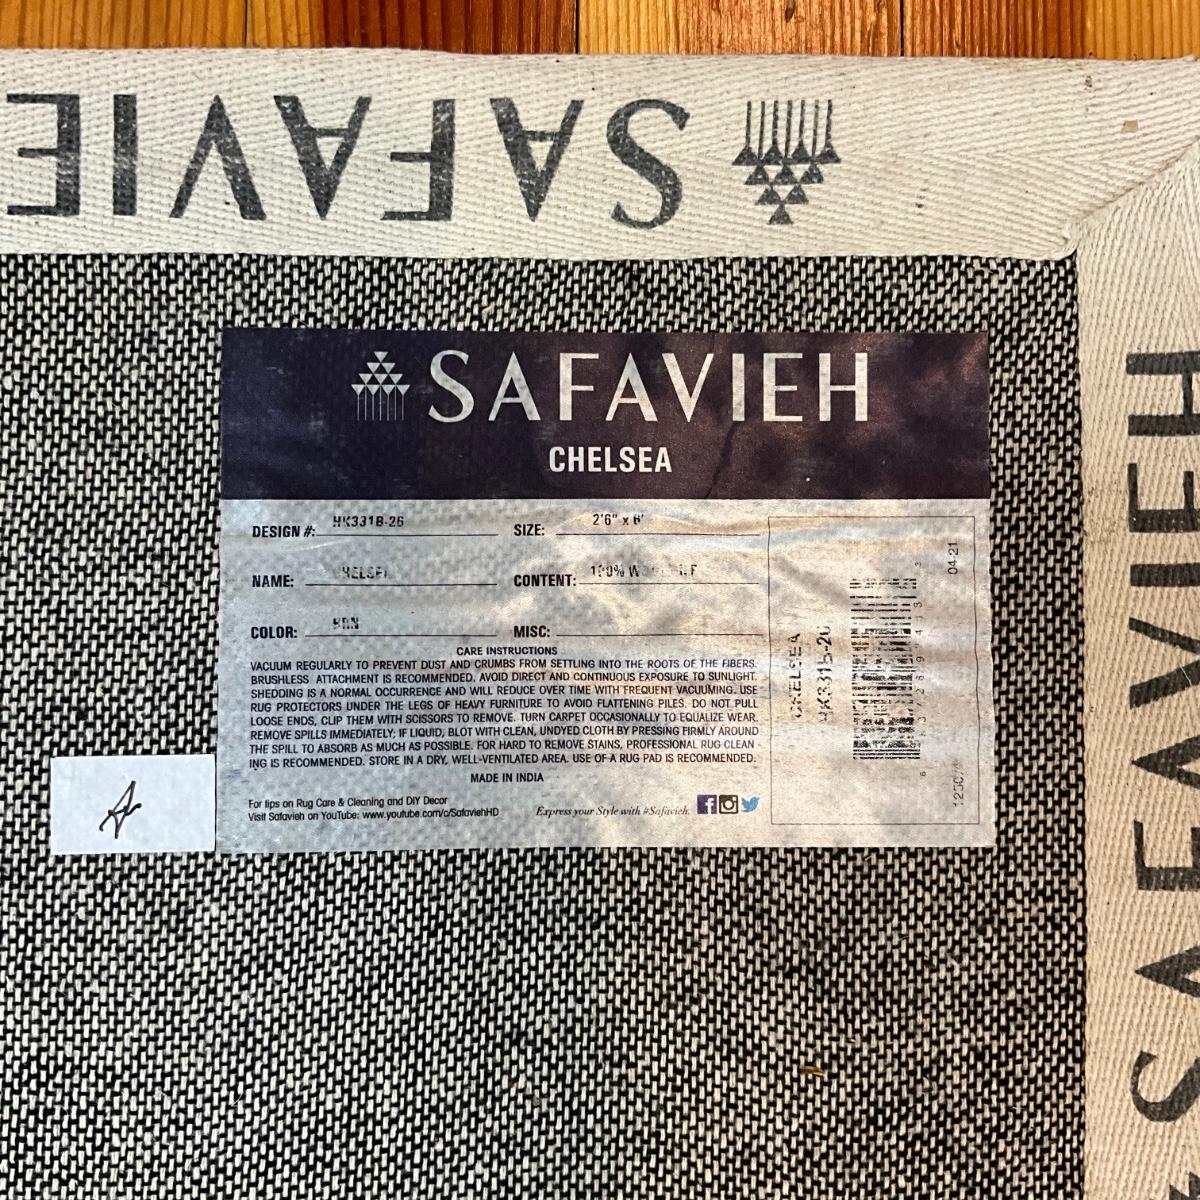 SAFAVIE
SAFAVIEH
SAFAVIEH
CHELSEA
DESIGN #: HK331B-26
SIZE: 2'6" x 6'
NAME:
CONTENT: 100%
COLOR:
MISC:
CARE INSTRUCTIONS
VACUUM REGULARLY TO PREVENT DUST AND CRUMBS FROM SETTLING INTO THE ROOTS OF THE FIBERS.
BRUSHLESS ATTACHMENT IS RECOMMENDED. AVOID DIRECT AND CONTINUOUS EXPOSURE TO SUNLIGHT.
SHEDDING IS A NORMAL OCCURRENCE AND WILL REDUCE OVER TIME WITH FREQUENT VACUUMING. USE
RUG PROTECTORS UNDER THE LEGS OF HEAVY FURNITURE TO AVOID FLATTENING PILES. DO NOT PULL
LOOSE ENDS, CLIP THEM WITH SCISSORS TO REMOVE. TURN CARPET OCCASIONALLY TO EQUALIZE WEAR.
REMOVE SPILLS IMMEDIATELY; IF LIQUID, BLOT WITH CLEAN, UNDYED CLOTH BY PRESSING FIRMLY AROUND
THE SPILL TO ABSORB AS MUCH AS POSSIBLE. FOR HARD TO REMOVE STAINS, PROFESSIONAL RUG CLEAN -
ING IS RECOMMENDED. STORE IN A DRY, WELL-VENTILATED AREA. USE OF A RUG PAD IS RECOMMENDED.
MADE IN INDIA
For tips on Rug Care & Cleaning and DIY Decor
Visit Safavieh on YouTube: www.youtube.com/c/SafaviehHD
Express your Style with #Safavieh.
CHELSEA
04-21